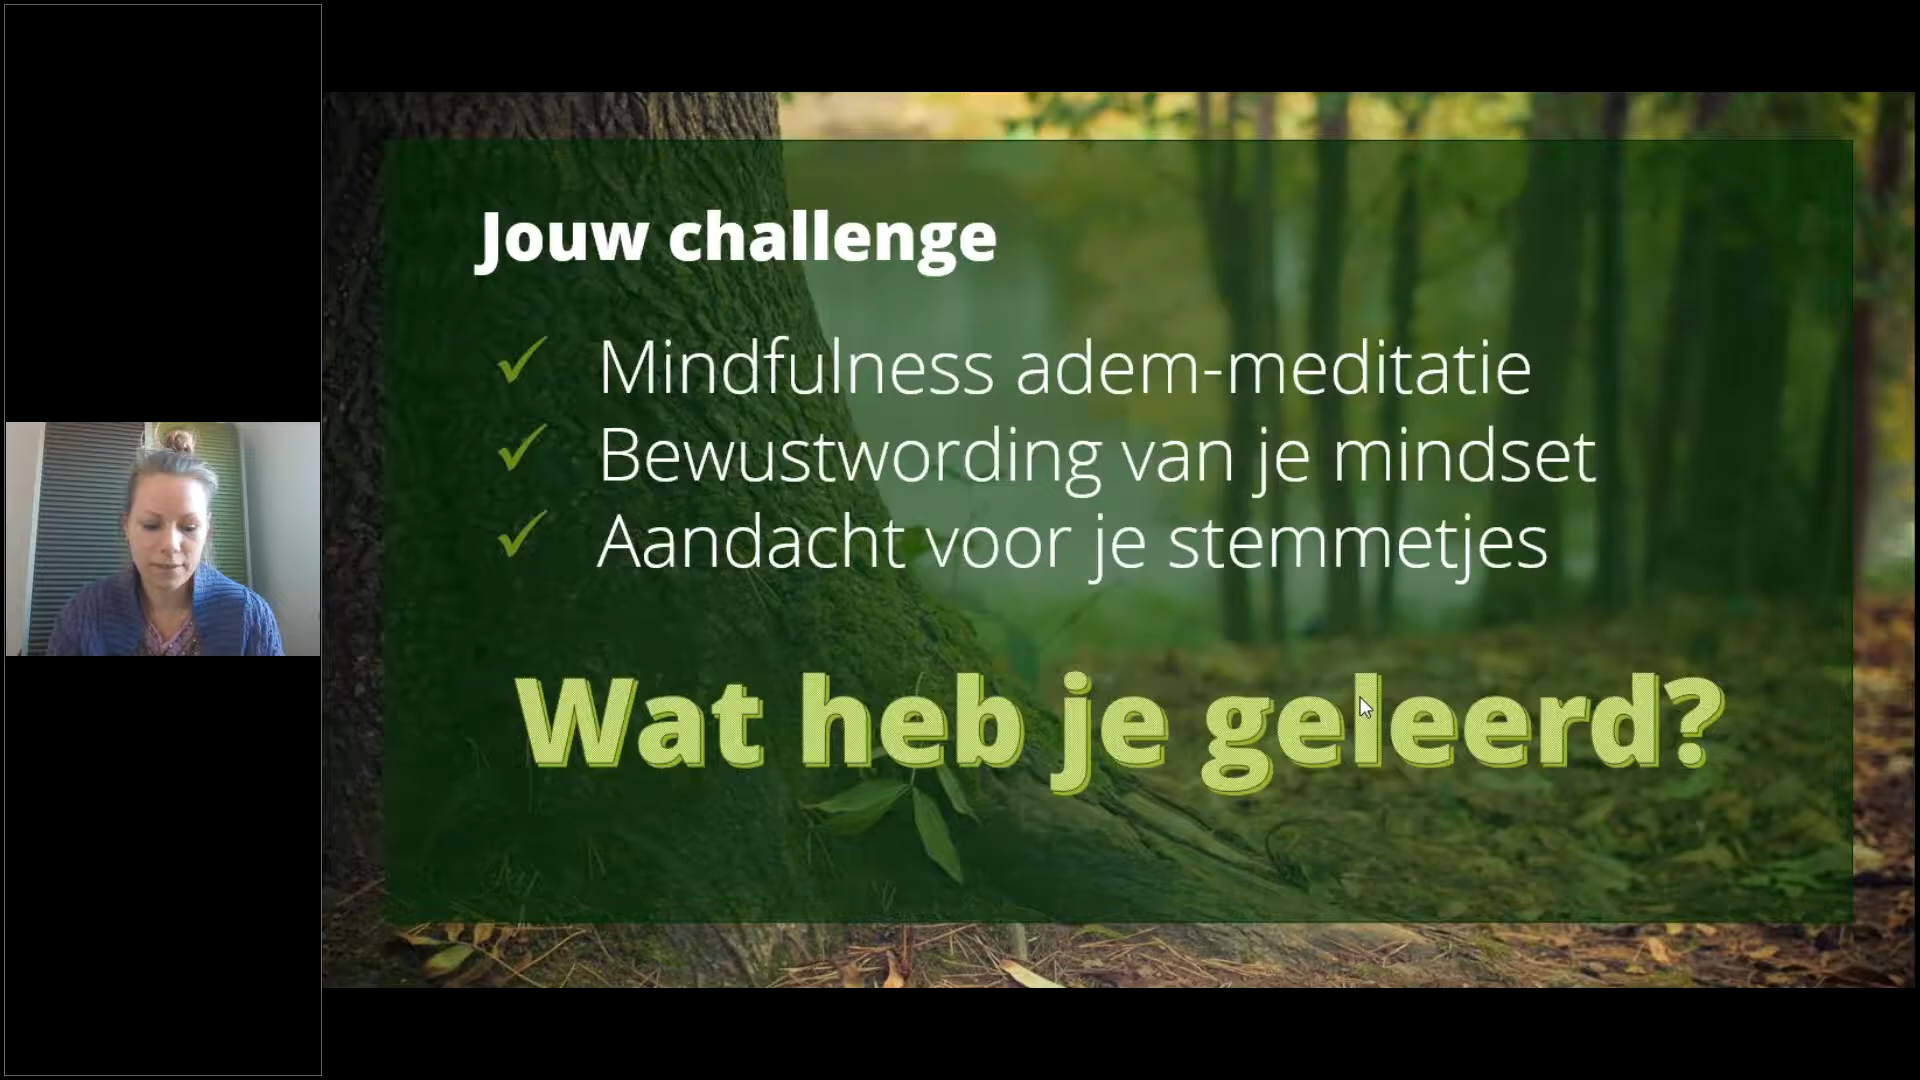 Jouw challenge
Mindfulness adem-meditatie
Bewustwording van je mindset
Aandacht voor je stemmetjes
Wat heb je geleerd?